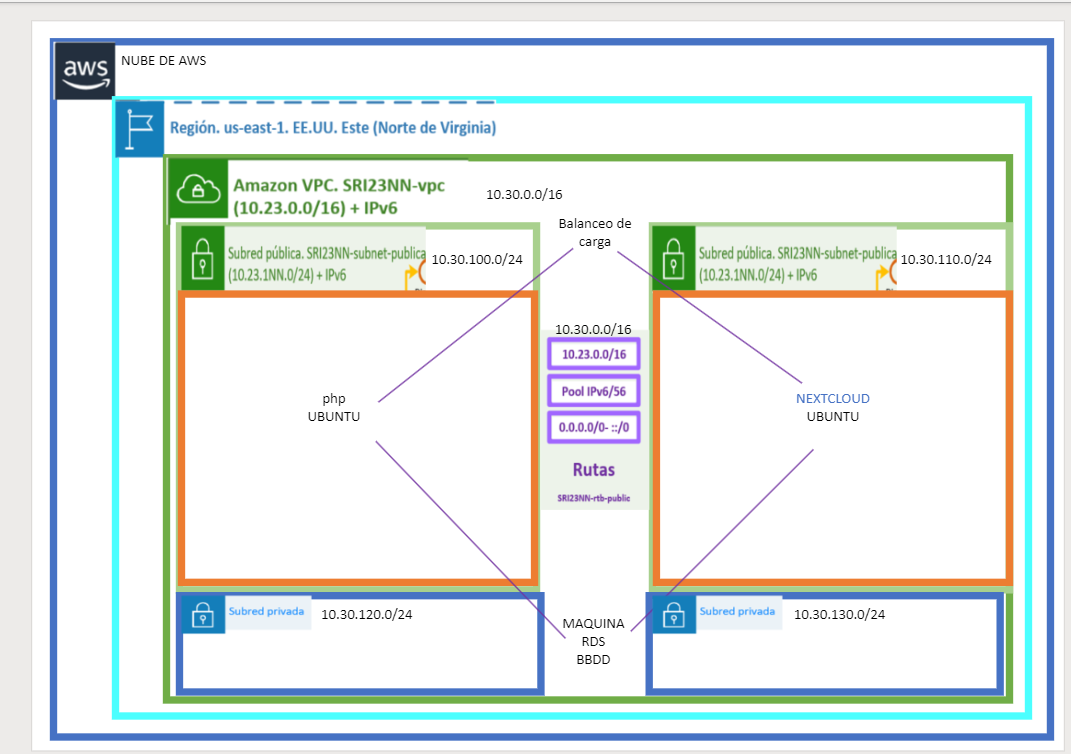 aws
NUBE DE AWS
Región. us-east-1. EE.UU. Este (Norte de Virginia)
Amazon VPC. SRI23NN-vpc
(10.23.0.0/16) + IPv6
10.30.0.0/16
Balanceo de
carga
Subred pública. SRI23NN-subnet-publica
(10.23.1NN.0/24) + IPv6
10.30.100.0/24
Subred pública. SRI23NN-subnet-publica
(10.23.1NN.0/24) + IPv6
10.30.110.0/24
10.30.0.0/16
10.23.0.0/16
Pool IPv6/56
0.0.0.0/0- ::/0
Rutas
SRI23NN-rtb-public
php
UBUNTU
NEXTCLOUD
UBUNTU
Subred privada
10.30.120.0/24
MAQUINA
RDS
BBDD
Subred privada
10.30.130.0/24